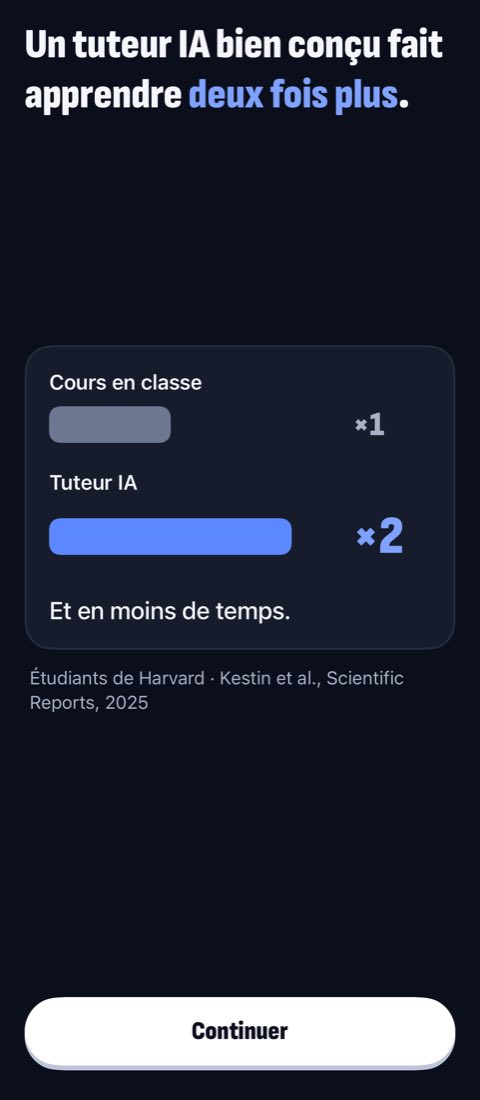 Un tuteur IA bien conçu fait
apprendre deux fois plus.
Cours en classe
×1
Tuteur IA
×2
Et en moins de temps.
Étudiants de Harvard · Kestin et al., Scientific
Reports, 2025
Continuer